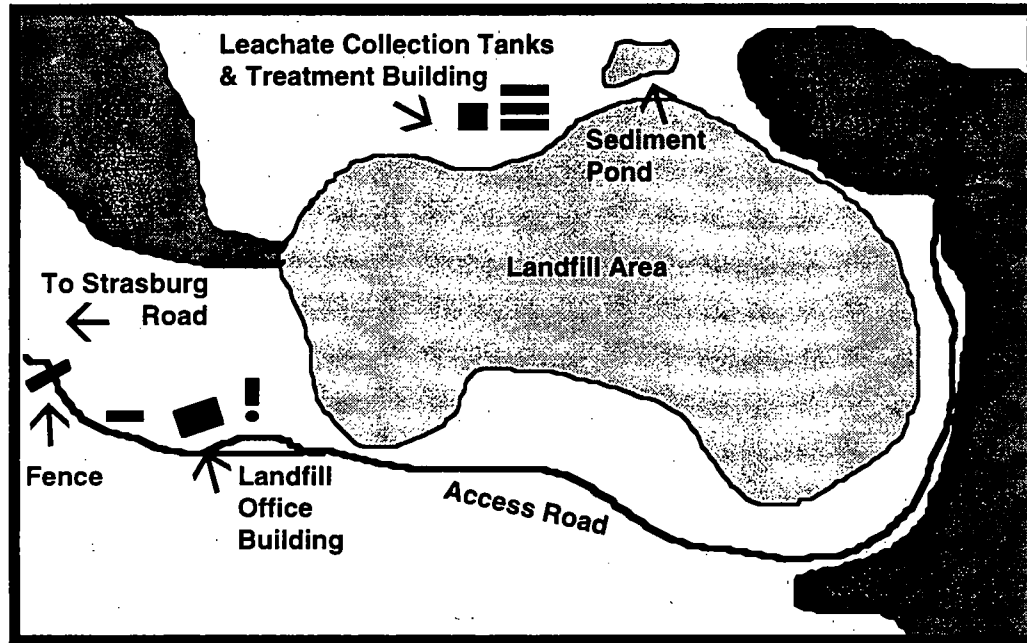 Leachate Collection Tanks
& Treatment Building
Sediment
Pond
Landfill Area
To Strasburg
Road
Fence
Landfill
Office
Building
Access Road